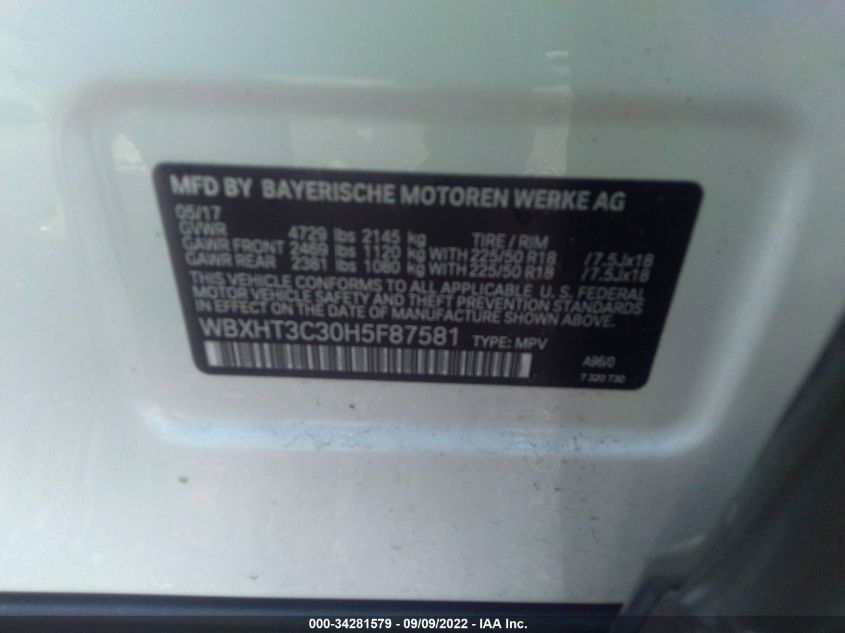 MFD BY BAYERISCHE MOTOREN WERKE AG
05/17
GVWR 4729 lbs 2145 kg TIRE / RIM
GAWR FRONT 2469 lbs 1120 kg WITH 225/50 R18 /7.5Jx18
GAWR REAR 2381 lbs 1080 kg WITH 225/50 R18 /7.5Jx18
THIS VEHICLE CONFORMS TO ALL APPLICABLE U.S. FEDERAL
MOTOR VEHICLE SAFETY AND THEFT PREVENTION STANDARDS
IN EFFECT ON THE DATE OF MANUFACTURE SHOWN ABOVE.
WBXHT3C30H5F87581 TYPE: MPV
A96/0
7 320 730
000-34281579 - 09/09/2022 - IAA Inc.